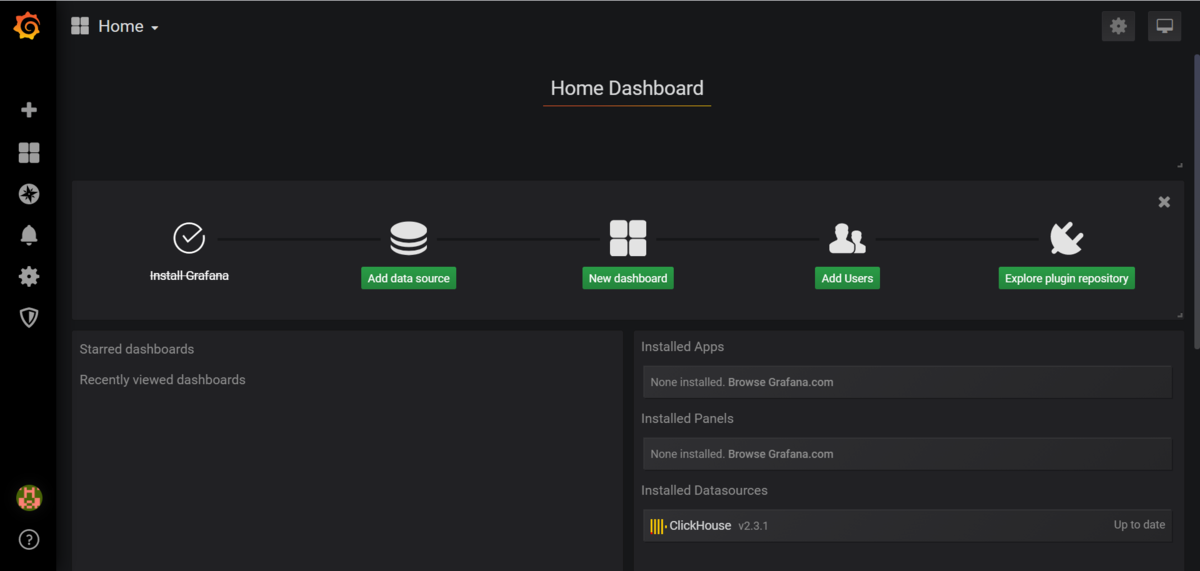 Home
Home Dashboard
Install Grafana
Add data source
New dashboard
Add Users
Explore plugin repository
Starred dashboards
Recently viewed dashboards
Installed Apps
None installed. Browse Grafana.com
Installed Panels
None installed. Browse Grafana.com
Installed Datasources
ClickHouse v2.3.1 Up to date